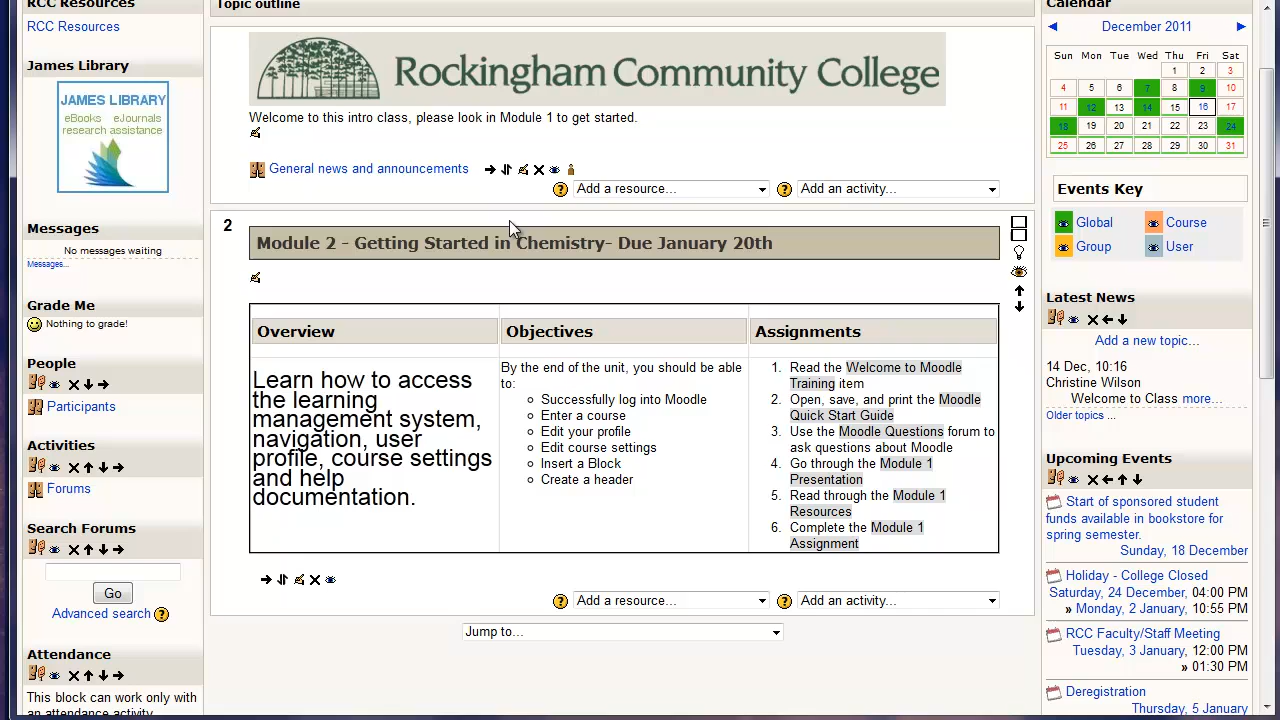 RCC Resources
RCC Resources
James Library
JAMES LIBRARY
eBooks eJournals
research assistance
Messages
No messages waiting
Messages...
Grade Me
Nothing to grade!
People
Participants
Activities
Forums
Search Forums
Go
Advanced search
Attendance
This block can work only with
an attendance activity
Topic outline
Rockingham Community College
Welcome to this intro class, please look in Module 1 to get started.
General news and announcements
Add a resource... Add an activity...
2
Module 2 - Getting Started in Chemistry- Due January 20th
Overview
Learn how to access
the learning
management system,
navigation, user
profile, course settings
and help
documentation.
Objectives
By the end of the unit, you should be able
to:
Successfully log into Moodle
Enter a course
Edit your profile
Edit course settings
Insert a Block
Create a header
Assignments
1. Read the Welcome to Moodle
Training item
2. Open, save, and print the Moodle
Quick Start Guide
3. Use the Moodle Questions forum to
ask questions about Moodle
4. Go through the Module 1
Presentation
5. Read through the Module 1
Resources
6. Complete the Module 1
Assignment
Add a resource... Add an activity...
Jump to...
Calendar
December 2011
Sun Mon Tue Wed Thu Fri Sat
1 2 3
4 5 6 7 8 9 10
11 12 13 14 15 16 17
18 19 20 21 22 23 24
25 26 27 28 29 30 31
Events Key
Global Course
Group User
Latest News
Add a new topic...
14 Dec, 10:16
Christine Wilson
Welcome to Class more...
Older topics ...
Upcoming Events
Start of sponsored student
funds available in bookstore for
spring semester.
Sunday, 18 December
Holiday - College Closed
Saturday, 24 December, 04:00 PM
» Monday, 2 January, 10:55 PM
RCC Faculty/Staff Meeting
Tuesday, 3 January, 12:00 PM
» 01:30 PM
Deregistration
Thursday, 5 January